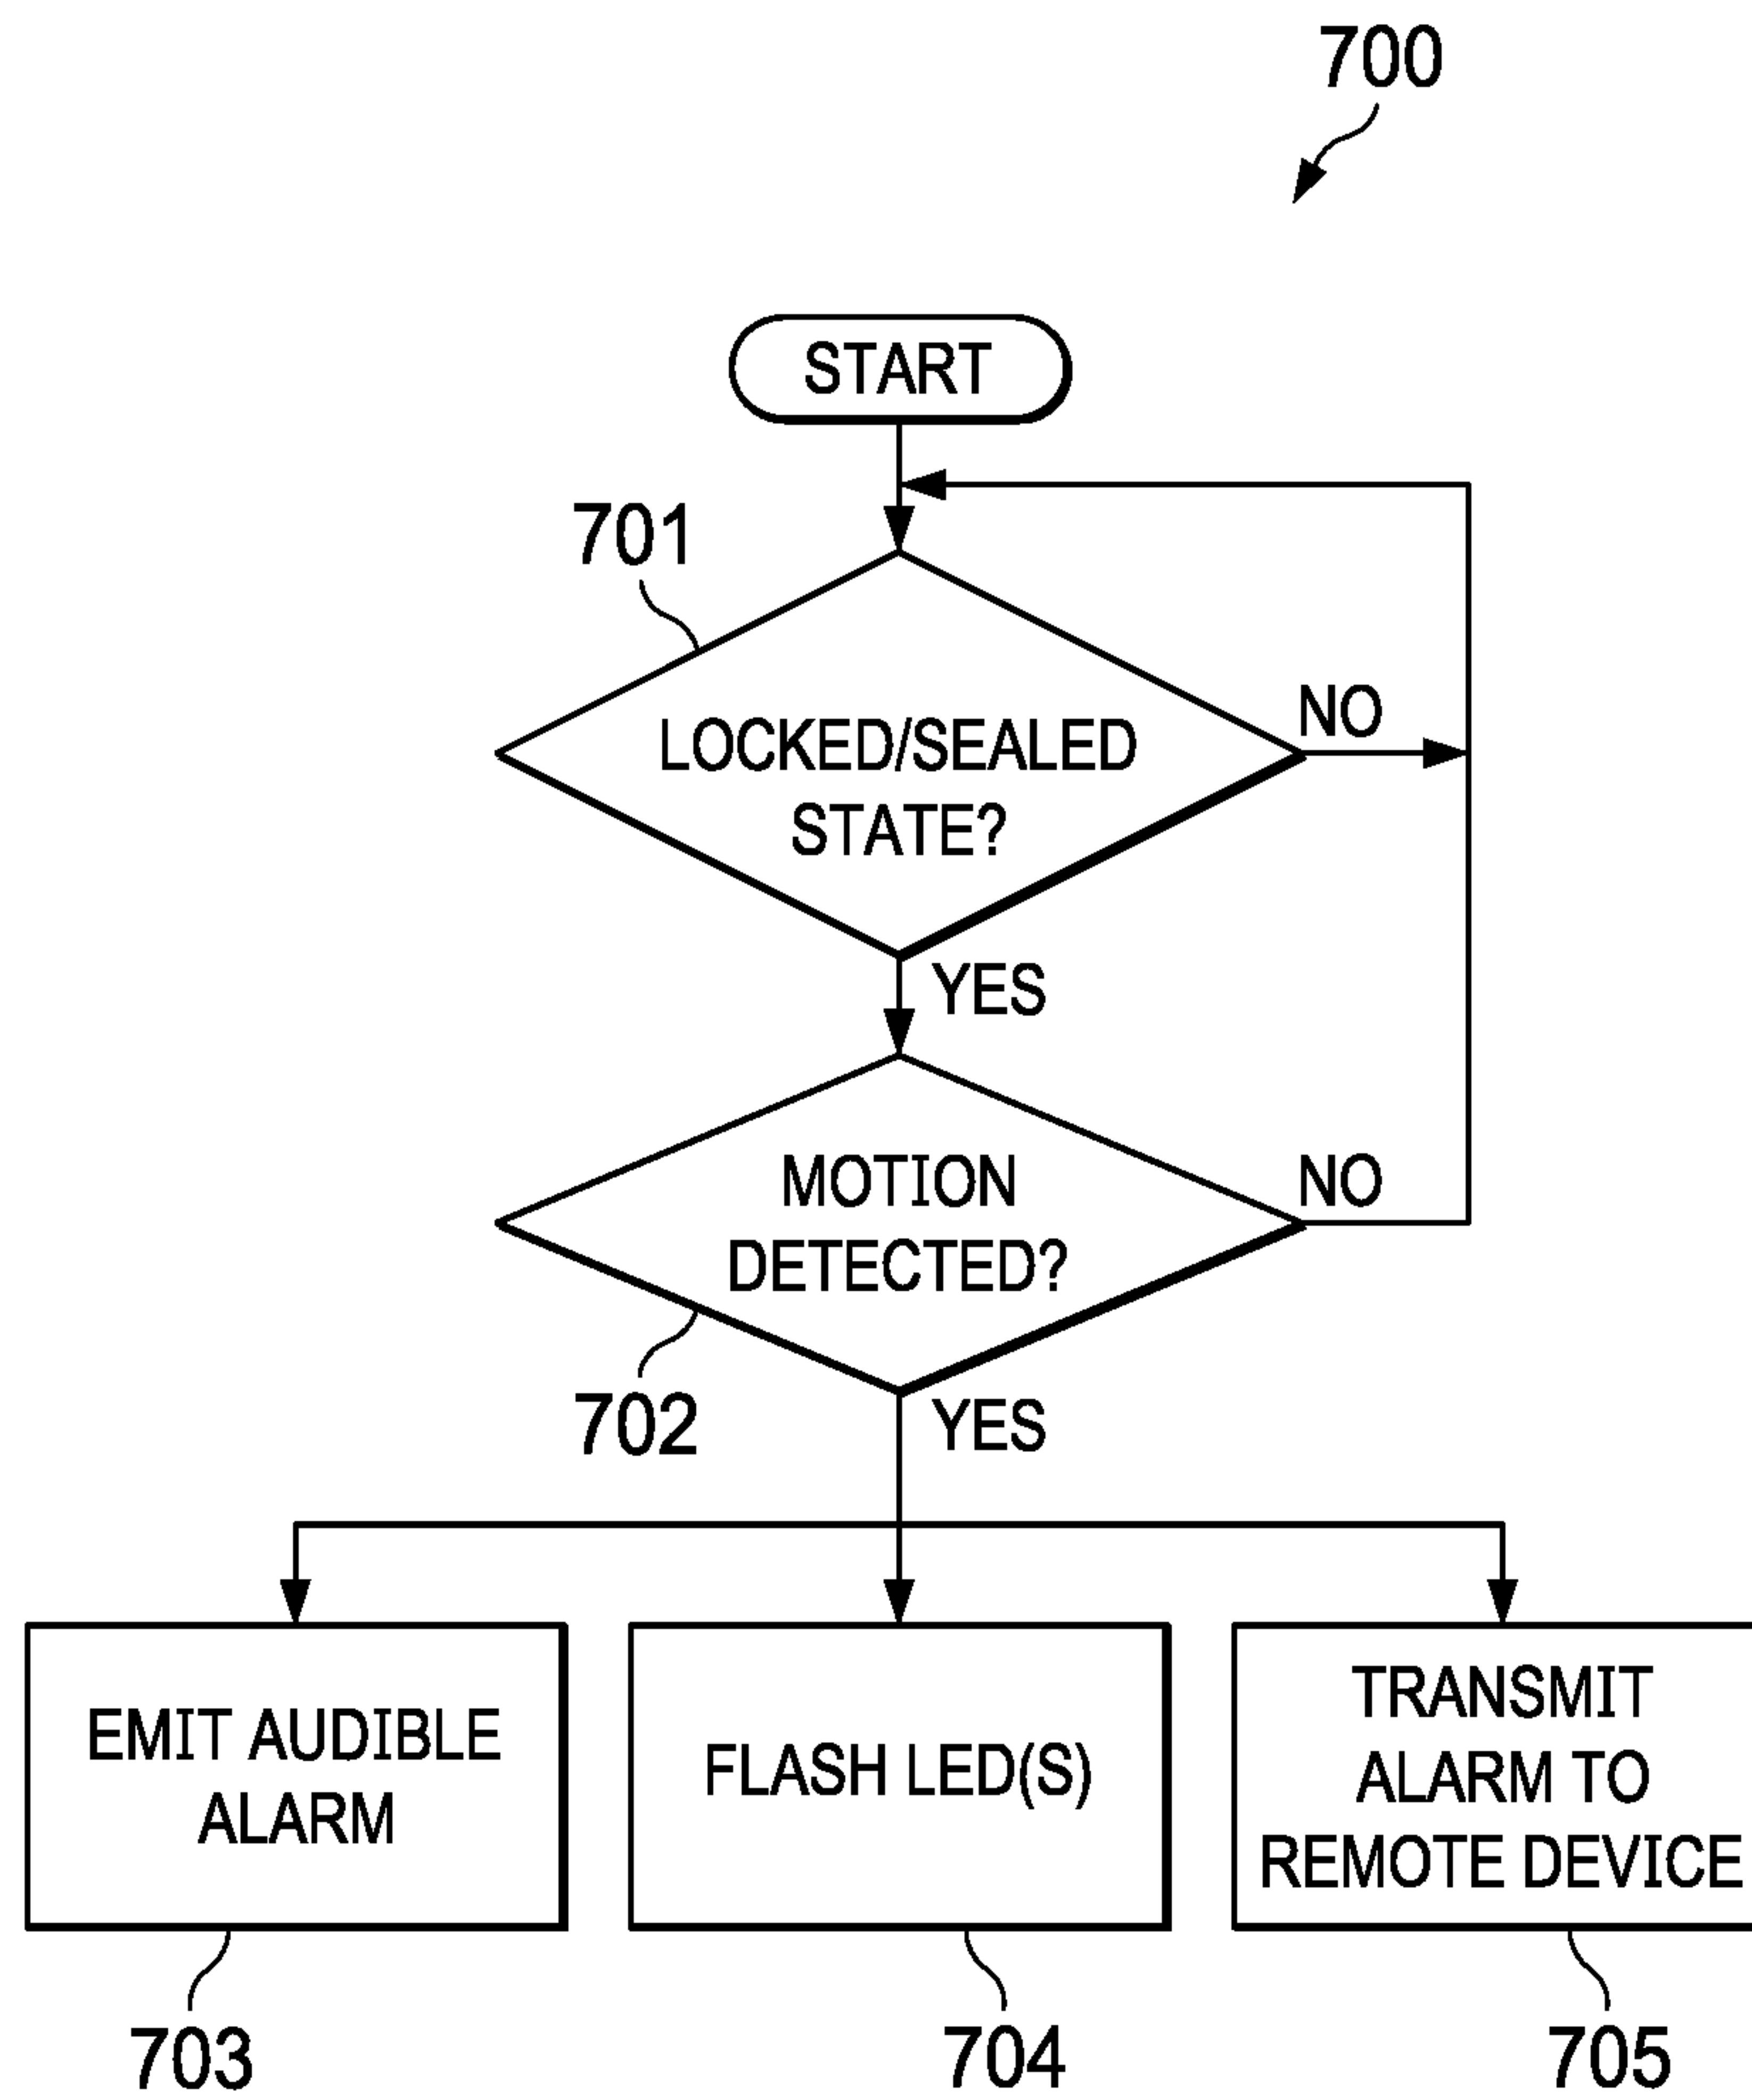 700
START
701
LOCKED/SEALED
STATE?
NO
YES
MOTION
DETECTED?
NO
702
YES
EMIT AUDIBLE
ALARM
FLASH LED(S)
TRANSMIT
ALARM TO
REMOTE DEVICE
703
704
705